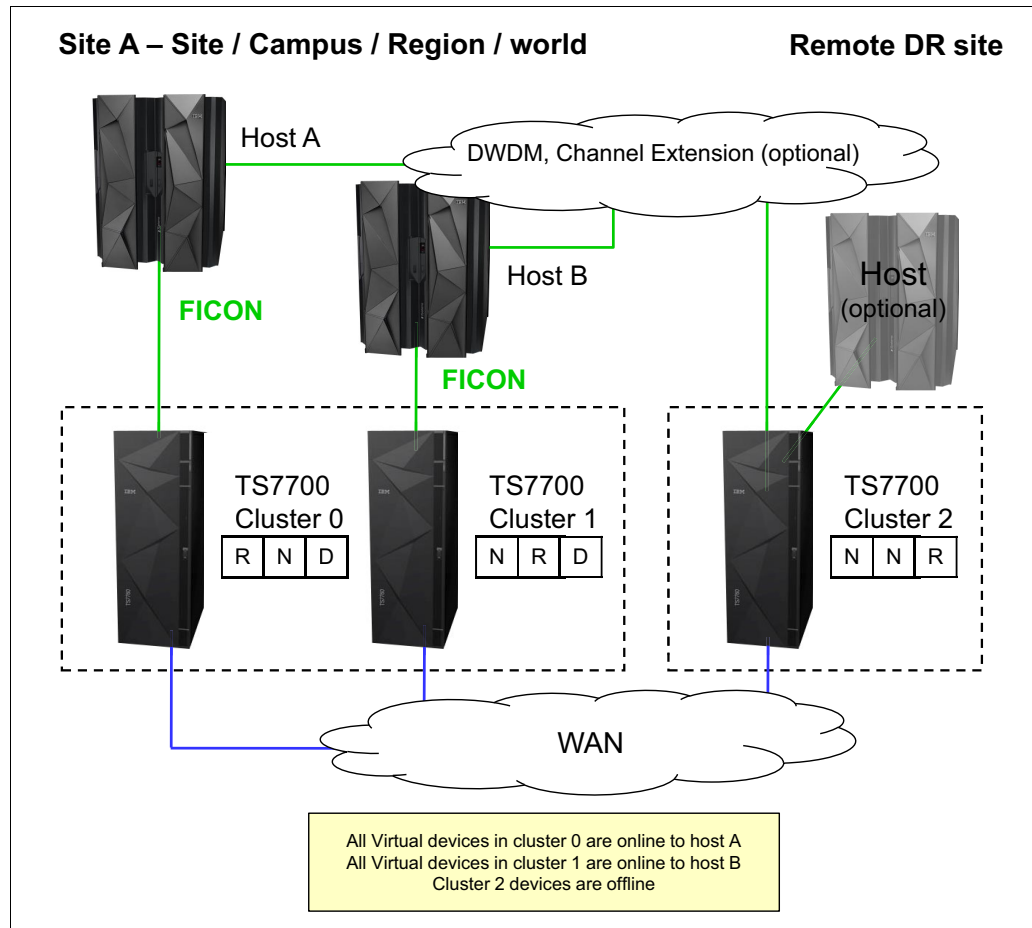 Site A – Site / Campus / Region / world
Remote DR site
Host A
DWDM, Channel Extension (optional)
Host B
Host
(optional)
FICON
FICON
TS7700
Cluster 0
R N D
TS7700
Cluster 1
N R D
TS7700
Cluster 2
N N R
WAN
All Virtual devices in cluster 0 are online to host A
All Virtual devices in cluster 1 are online to host B
Cluster 2 devices are offline